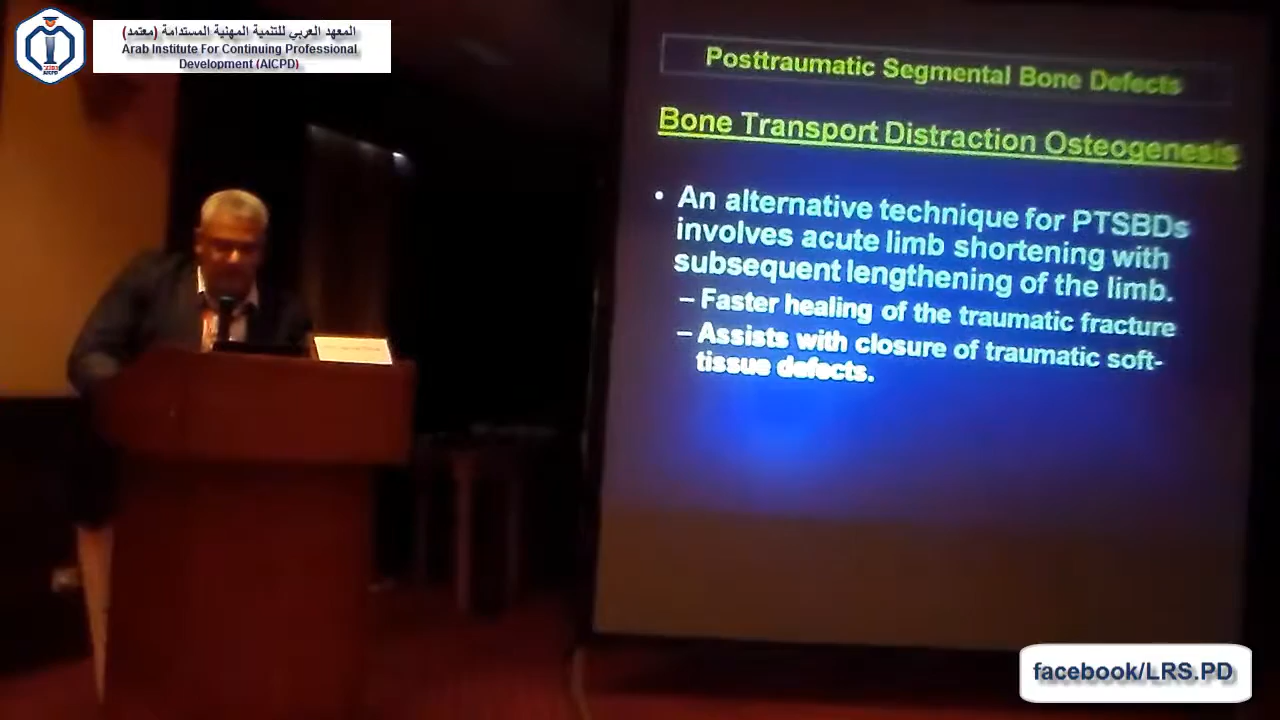 المعهد العربي للتنمية المهنية المستدامة (معتمد)
Arab Institute For Continuing Professional
Development (AICPD)
AICPD
Posttraumatic Segmental Bone Defects
Bone Transport Distraction Osteogenesis
• An alternative technique for PTSBDs
involves acute limb shortening with
subsequent lengthening of the limb.
– Faster healing of the traumatic fracture
– Assists with closure of traumatic soft-
tissue defects.
facebook/LRS.PD